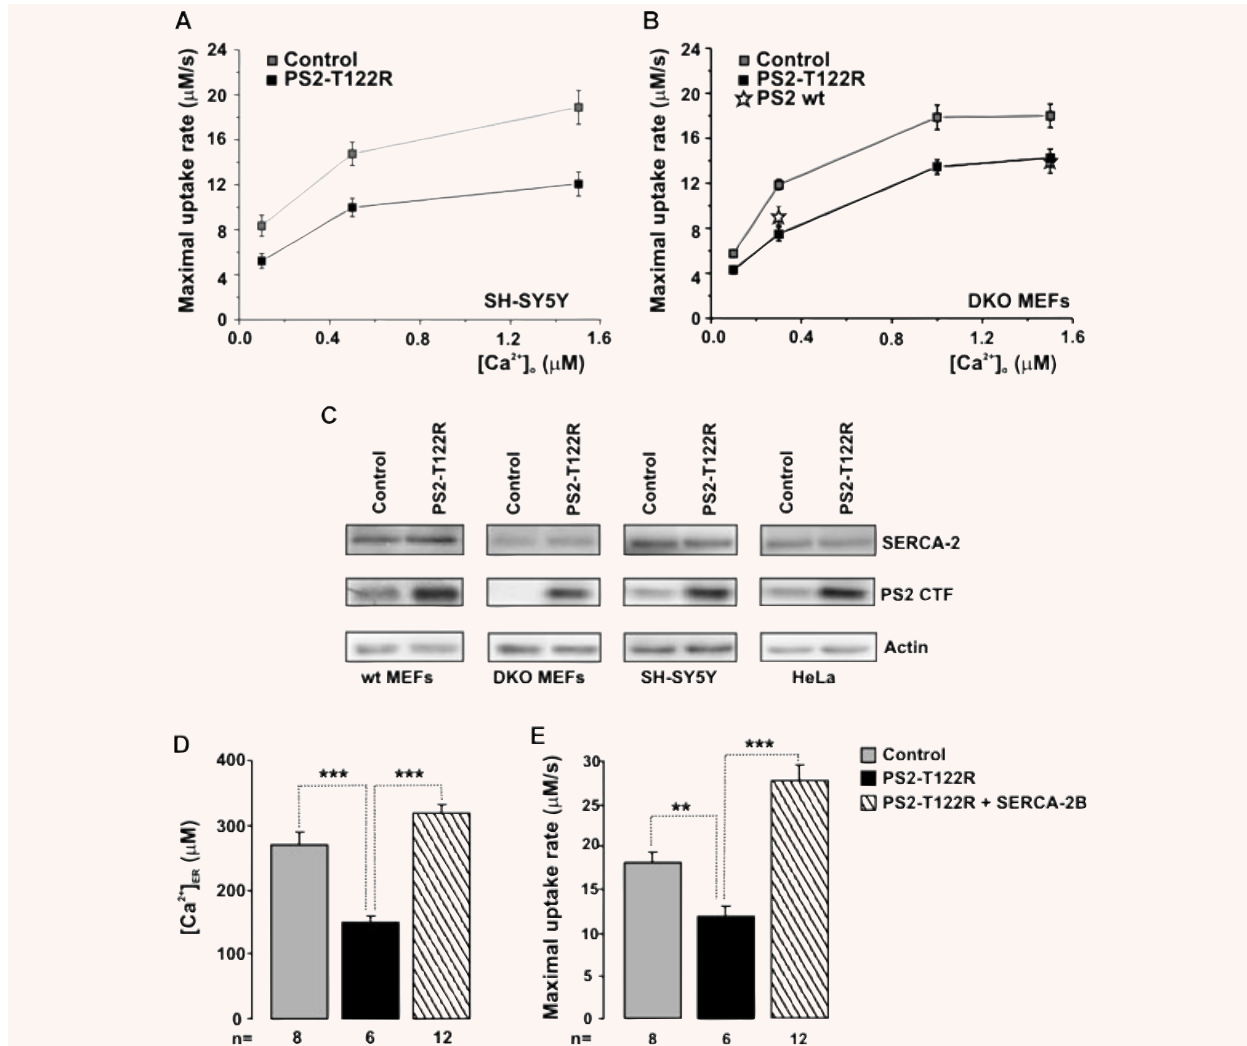 A
Maximal uptake rate (μM/s)
24
20
16
12
8
4
0
Control
PS2-T122R
SH-SY5Y
0.0 0.4 0.8 1.2 1.6
[Ca²⁺]ₒ (μM)
B
Maximal uptake rate (μM/s)
24
20
16
12
8
4
0
Control
PS2-T122R
PS2 wt
DKO MEFs
0.0 0.4 0.8 1.2 1.6
[Ca²⁺]ₒ (μM)
C
Control PS2-T122R Control PS2-T122R Control PS2-T122R Control PS2-T122R
SERCA-2
PS2 CTF
Actin
wt MEFs DKO MEFs SH-SY5Y HeLa
D
[Ca²⁺]ER (μM)
400
300
200
100
0
*** ***
n= 8 6 12
E
Maximal uptake rate (μM/s)
30
25
20
15
10
5
0
***
**
n= 8 6 12
Control
PS2-T122R
PS2-T122R + SERCA-2B